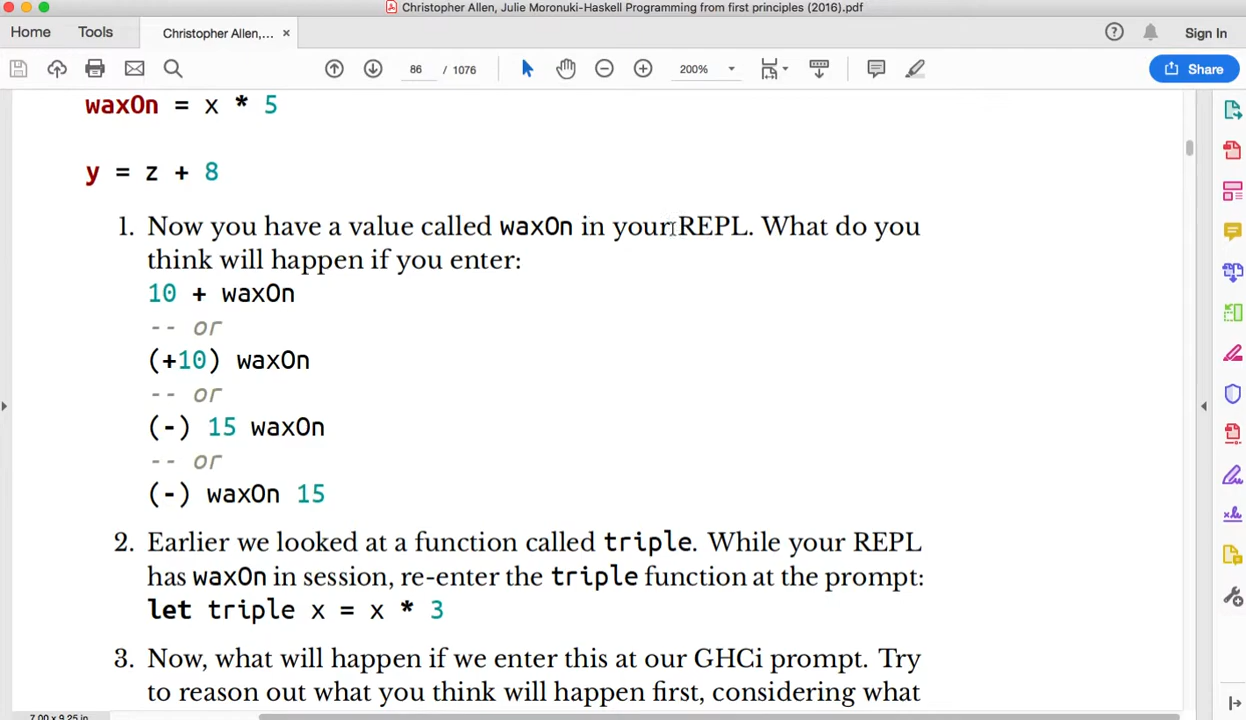 Christopher Allen, Julie Moronuki-Haskell Programming from first principles (2016).pdf
Home Tools Christopher Allen,... × Sign In
86 / 1076 200% Share
waxOn = x * 5
y = z + 8
1. Now you have a value called waxOn in your REPL. What do you
think will happen if you enter:
10 + waxOn
-- or
(+10) waxOn
-- or
(-) 15 waxOn
-- or
(-) waxOn 15
2. Earlier we looked at a function called triple. While your REPL
has waxOn in session, re-enter the triple function at the prompt:
let triple x = x * 3
3. Now, what will happen if we enter this at our GHCi prompt. Try
to reason out what you think will happen first, considering what
7.00 x 9.25 in